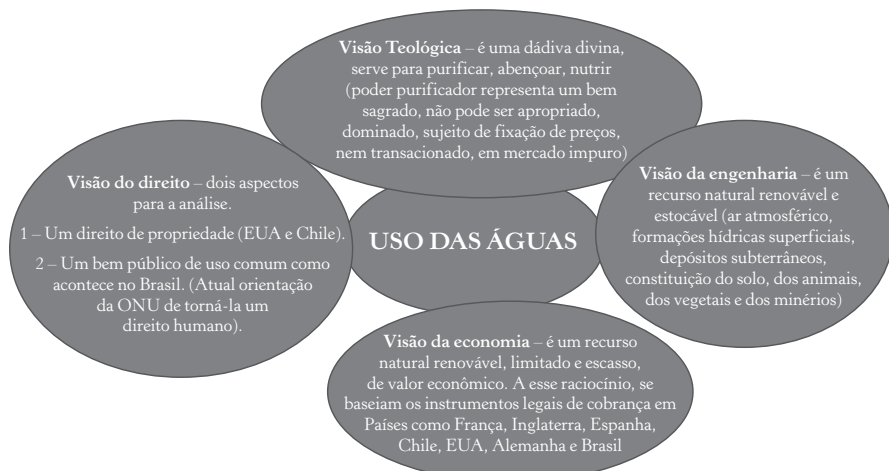 Visão Teológica – é uma dádiva divina,
serve para purificar, abençoar, nutrir
(poder purificador representa um bem
sagrado, não pode ser apropriado,
dominado, sujeito de fixação de preços,
nem transacionado, em mercado impuro)
Visão do direito – dois aspectos
para a análise.
1 – Um direito de propriedade (EUA e Chile).
2 – Um bem público de uso comum como
acontece no Brasil. (Atual orientação
da ONU de torná-la um
direito humano).
USO DAS ÁGUAS
Visão da engenharia – é um
recurso natural renovável e
estocável (ar atmosférico,
formações hídricas superficiais,
depósitos subterrâneos,
constituição do solo, dos animais,
dos vegetais e dos minérios)
Visão da economia – é um recurso
natural renovável, limitado e escasso,
de valor econômico. A esse raciocínio, se
baseiam os instrumentos legais de cobrança em
Países como França, Inglaterra, Espanha,
Chile, EUA, Alemanha e Brasil